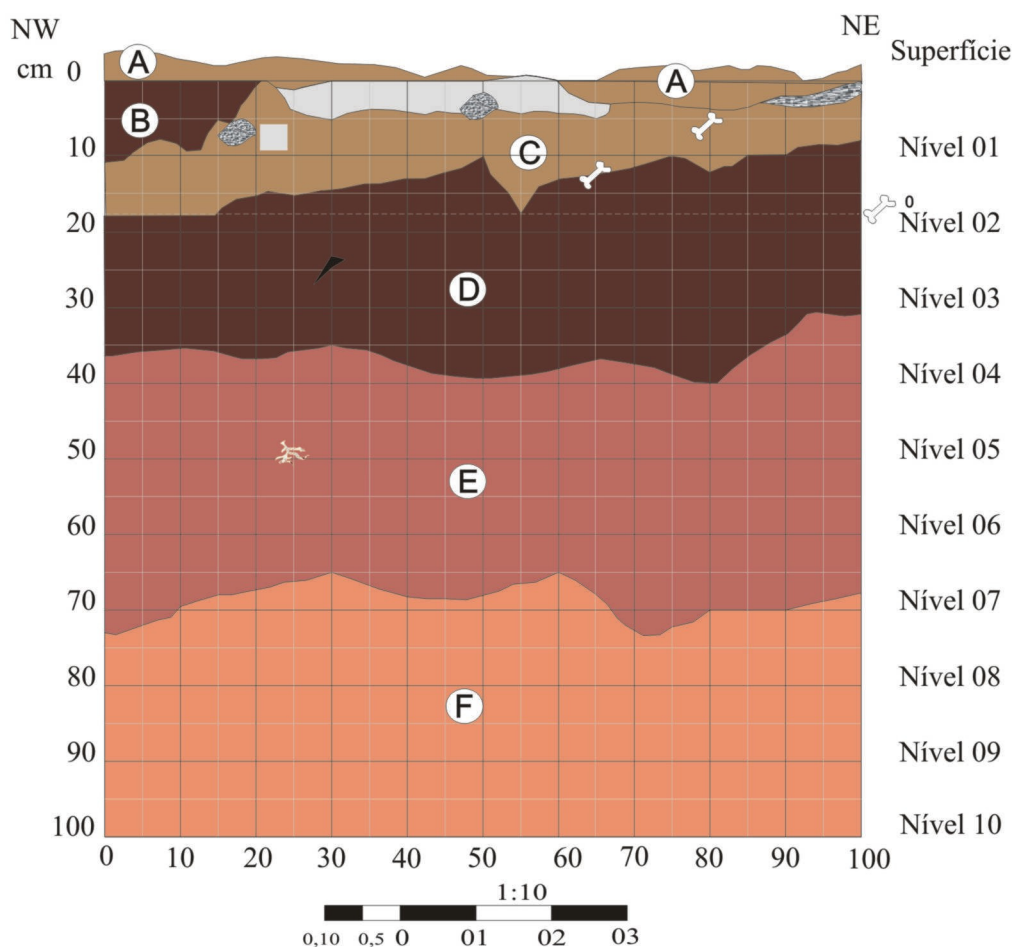 NW
NE
Superfície
cm 0
A
A
B
10
C
Nível 01
0
20
Nível 02
D
30
Nível 03
40
Nível 04
50
Nível 05
E
60
Nível 06
70
Nível 07
80
Nível 08
F
90
Nível 09
100
Nível 10
0 10 20 30 40 50 60 70 80 90 100
1:10
0,10 0,5 0 01 02 03